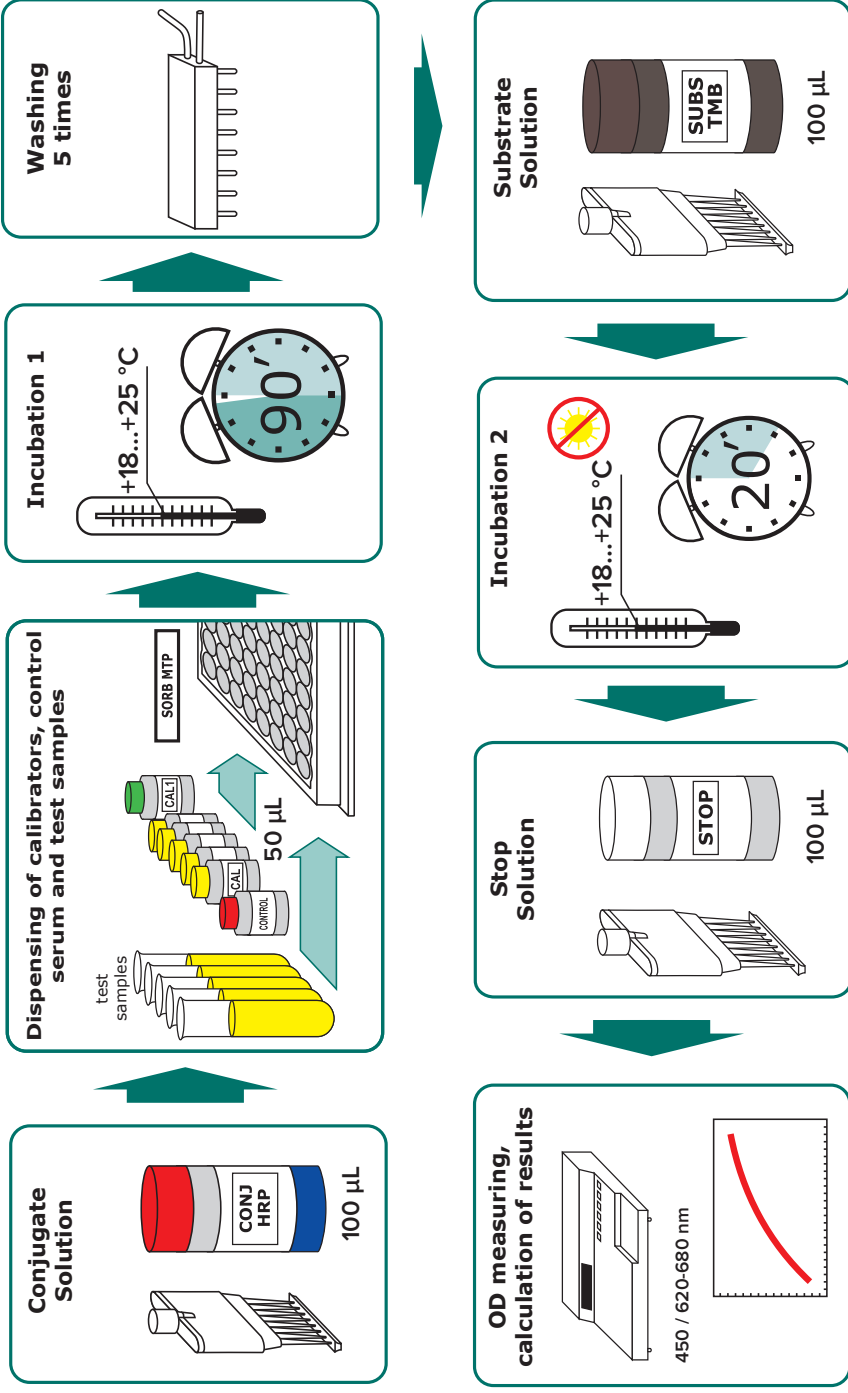 Conjugate
Solution
CONJ
HRP
100 µL
Dispensing of calibrators, control
serum and test samples
test
samples
CONTROL
CAL
CAL1
50 µL
SORB MTP
Incubation 1
+18...+25 °C
90′
Washing
5 times
Substrate
Solution
SUBS
TMB
100 µL
Incubation 2
+18...+25 °C
20′
Stop
Solution
STOP
100 µL
OD measuring,
calculation of results
450 / 620-680 nm